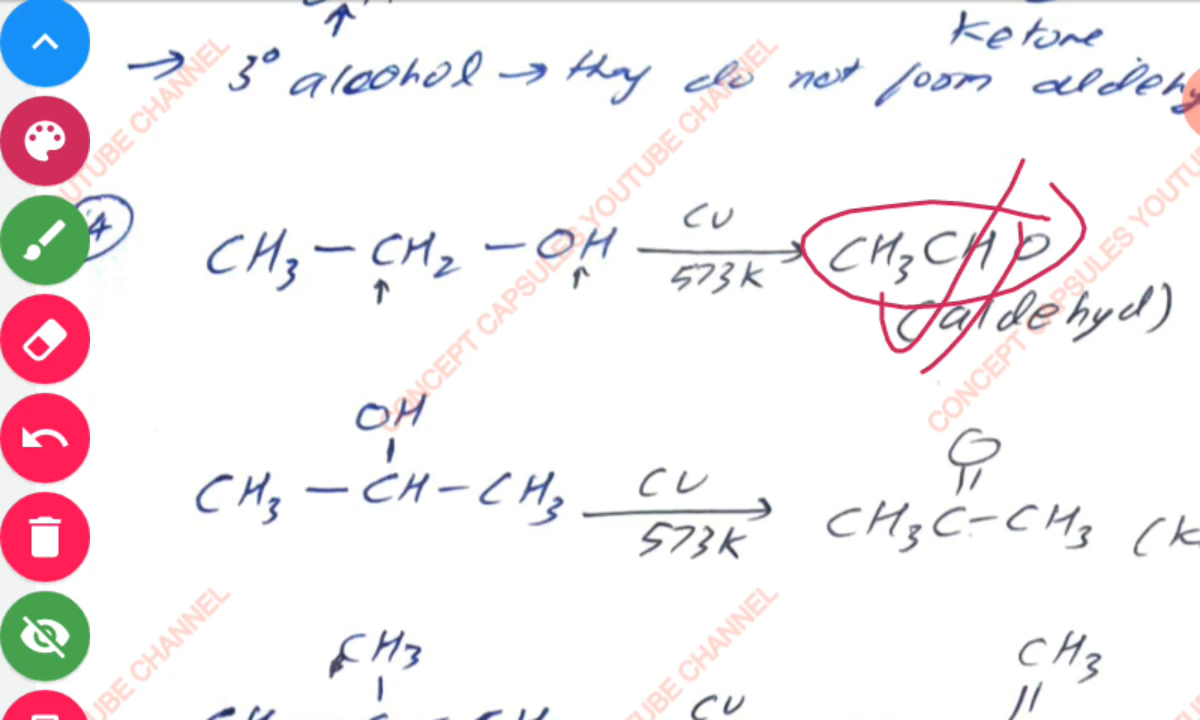 Ketone
→ 3° alcohol → they do not form aldehy
4
CH₃ — CH₂ — OH —Cu/573K→ CH₃CHO
(aldehyd)
OH
CH₃ — CH — CH₃ —Cu/573K→ CH₃C — CH₃ (K
O
CH₃
CH₃
Cu
CONCEPT CAPSULES YOUTUBE CHANNEL